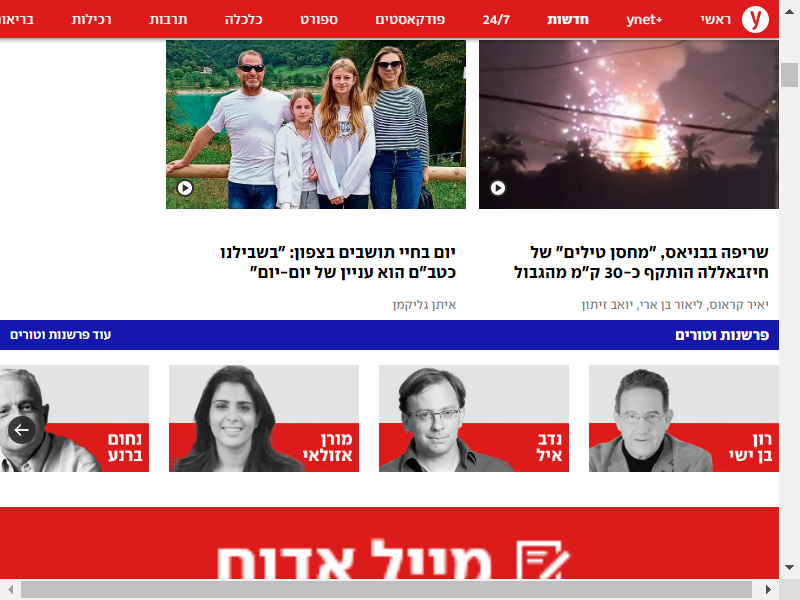 ראשי
ynet+
חדשות
24/7
פודקאסטים
ספורט
כלכלה
תרבות
רכילות
שריפה בבניאס, "מחסן טילים" של
חיזבאללה הותקף כ-30 ק"מ מהגבול
יאיר קראוס, ליאור בן ארי, יואב זיתון
יום בחיי תושבים בצפון: "בשבילנו
כטב"ם הוא עניין של יום-יום"
איתן גליקמן
פרשנות וטורים
עוד פרשנות וטורים
רון
בן ישי
נדב
איל
מורן
אזולאי
נחום
ברנע
מייל אדום